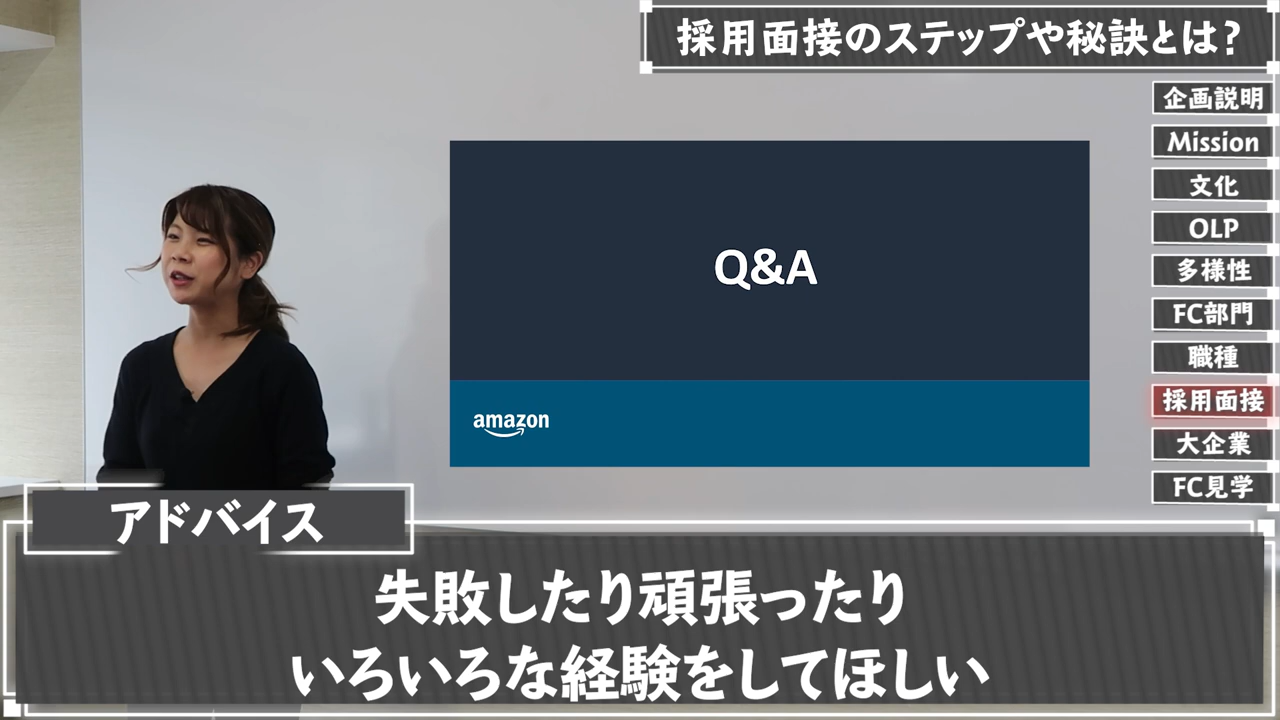 採用面接のステップや秘訣とは？
企画説明
Mission
文化
OLP
多様性
FC部門
職種
採用面接
大企業
FC見学
Q&A
amazon
アドバイス
失敗したり頑張ったり
いろいろな経験をしてほしい